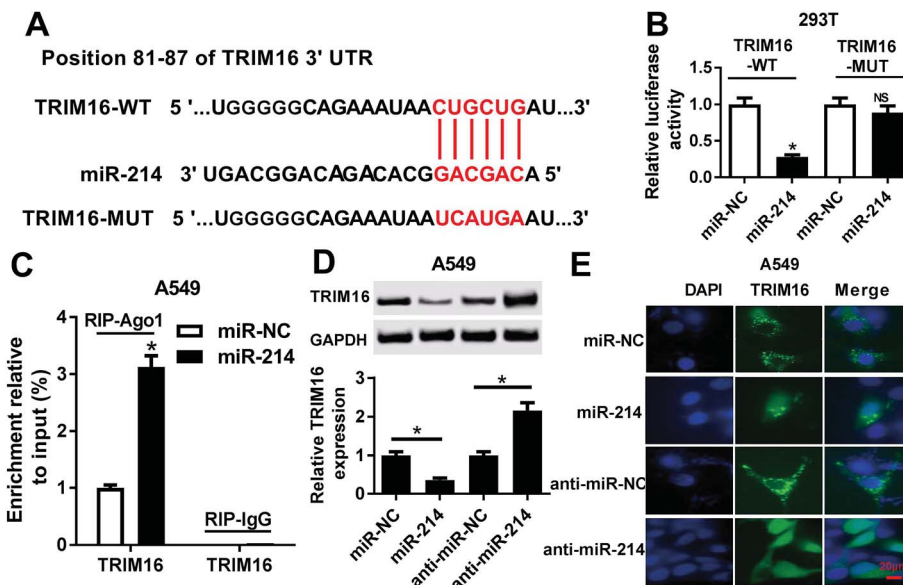 A
Position 81-87 of TRIM16 3' UTR
TRIM16-WT 5 '...UGGGGGCAGAAAUAACUGCUGAU...3'
miR-214 3' UGACGGACAGACACGGACGACA 5'
TRIM16-MUT 5 '...UGGGGGCAGAAAUAAUCAUGAAU...3'
B
293T
TRIM16 -WT
TRIM16 -MUT
Relative luciferase activity
1.5
1.0
0.5
0.0
*
NS
miR-NC
miR-214
miR-NC
miR-214
C
A549
RIP-Ago1
*
miR-NC
miR-214
Enrichment relative to input (%)
4
3
2
1
0
RIP-IgG
TRIM16
TRIM16
D
A549
TRIM16
GAPDH
Relative TRIM16 expression
3
2
1
0
*
*
miR-NC
miR-214
anti-miR-NC
anti-miR-214
E
A549
DAPI TRIM16 Merge
miR-NC
miR-214
anti-miR-NC
anti-miR-214
20μm